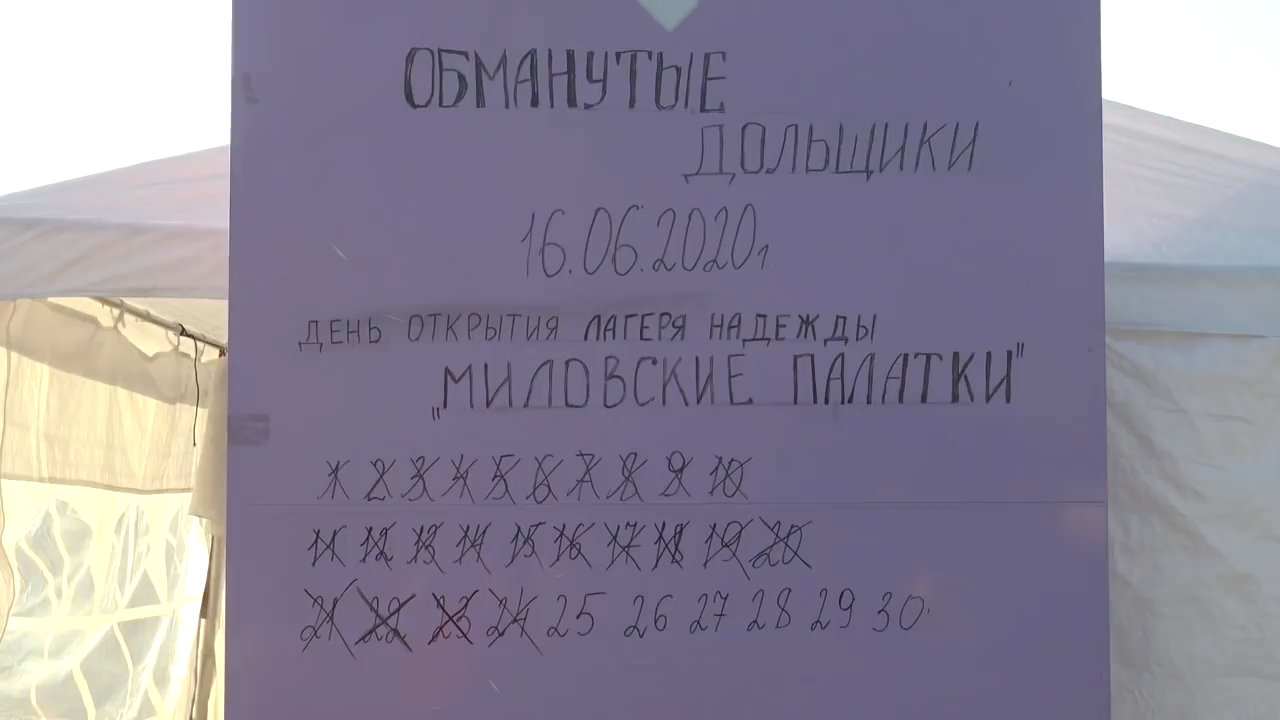 ОБМАНУТЫЕ
ДОЛЬЩИКИ
16.06.2020г
ДЕНЬ ОТКРЫТИЯ ЛАГЕРЯ НАДЕЖДЫ
„МИЛОВСКИЕ ПАЛАТКИ"
1 2 3 4 5 6 7 8 9 10
11 12 13 14 15 16 17 18 19 20
21 22 23 24 25 26 27 28 29 30